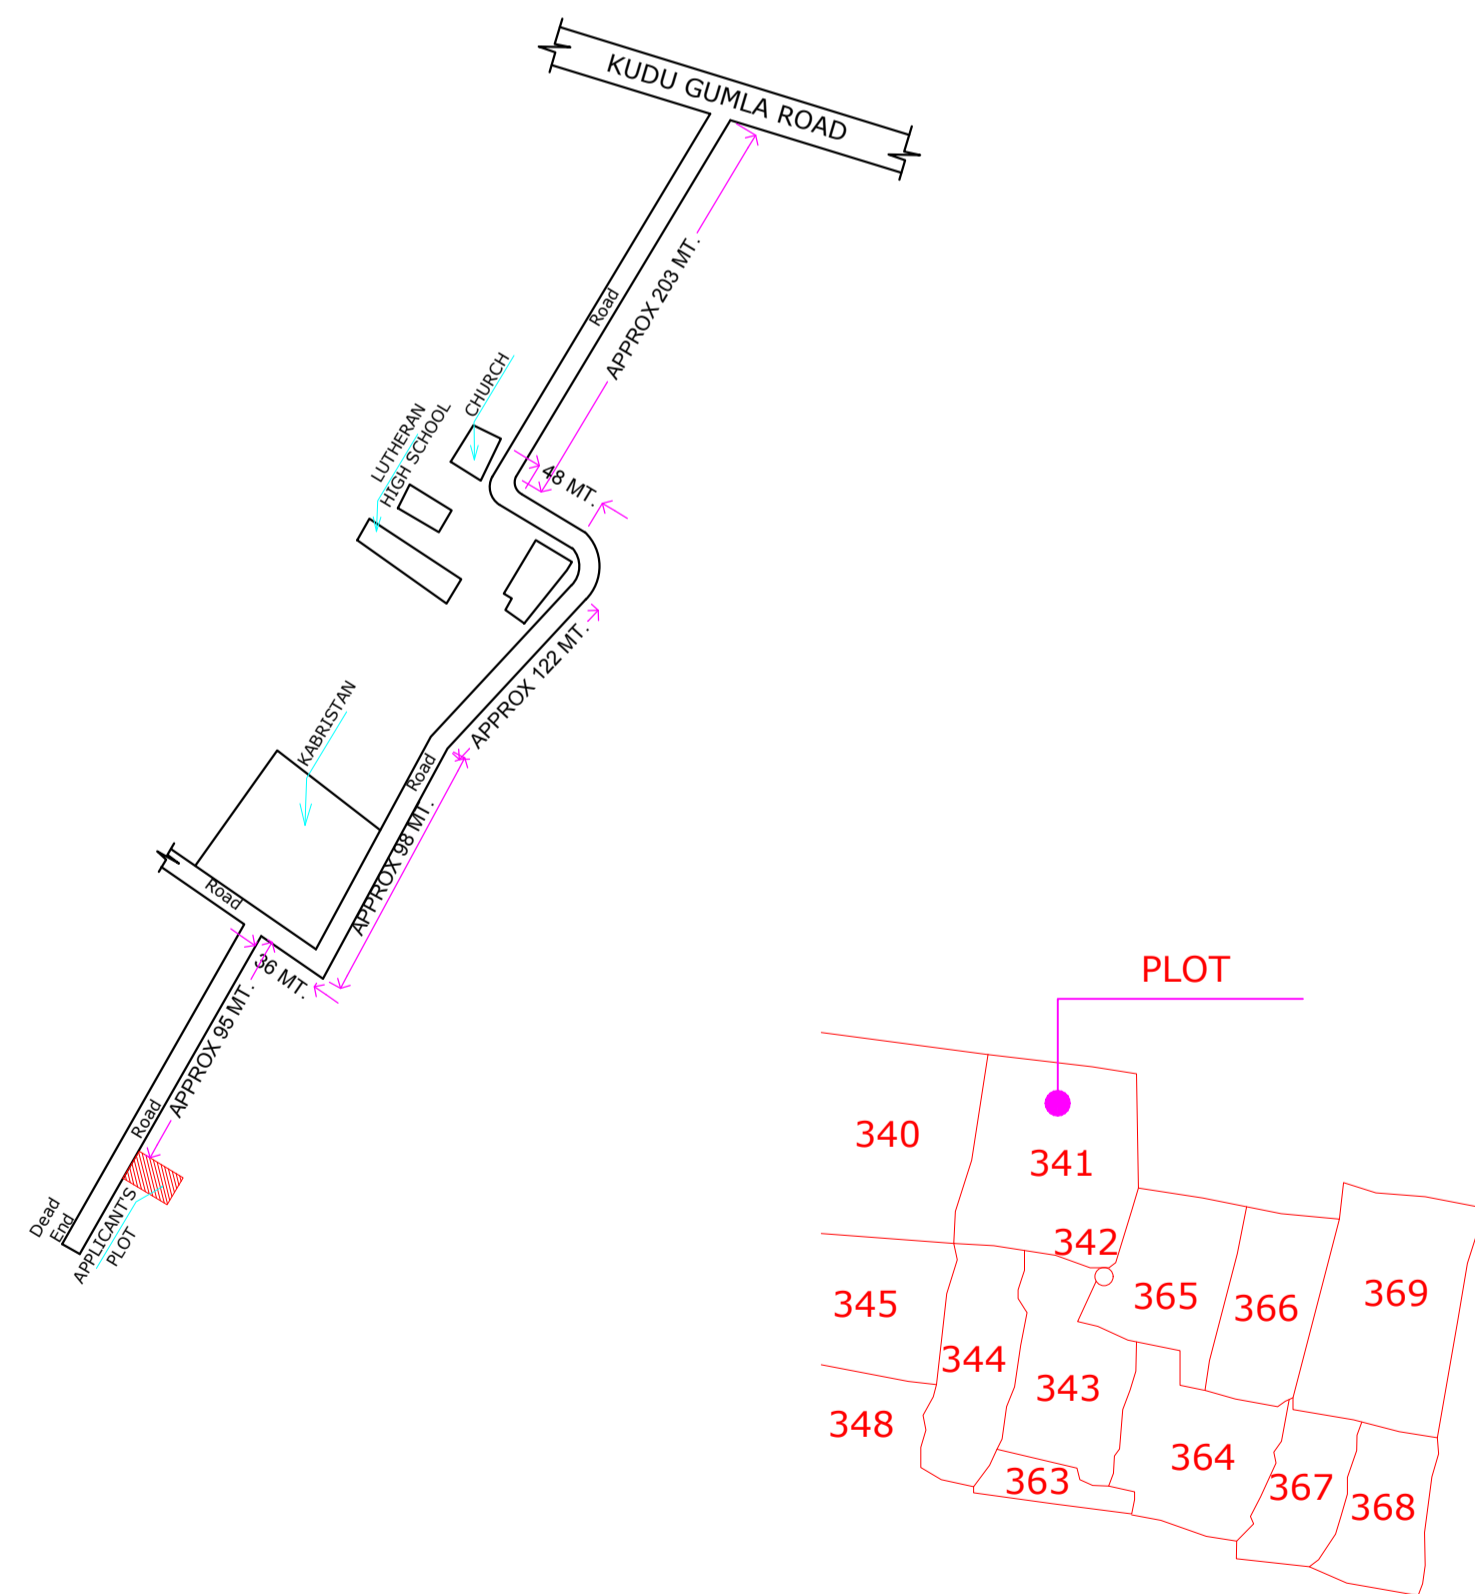 KUDU GUMLA ROAD
Road
APPROX 203 MT.
CHURCH
LUTHERAN
HIGH SCHOOL
48 MT.
APPROX 122 MT.
KABRISTAN
Road
APPROX 98 MT.
Road
36 MT.
APPROX 95 MT.
Road
Dead
End
APPLICANT'S
PLOT
PLOT
340
341
342
345
365
366
369
344
343
348
364
363
367
368